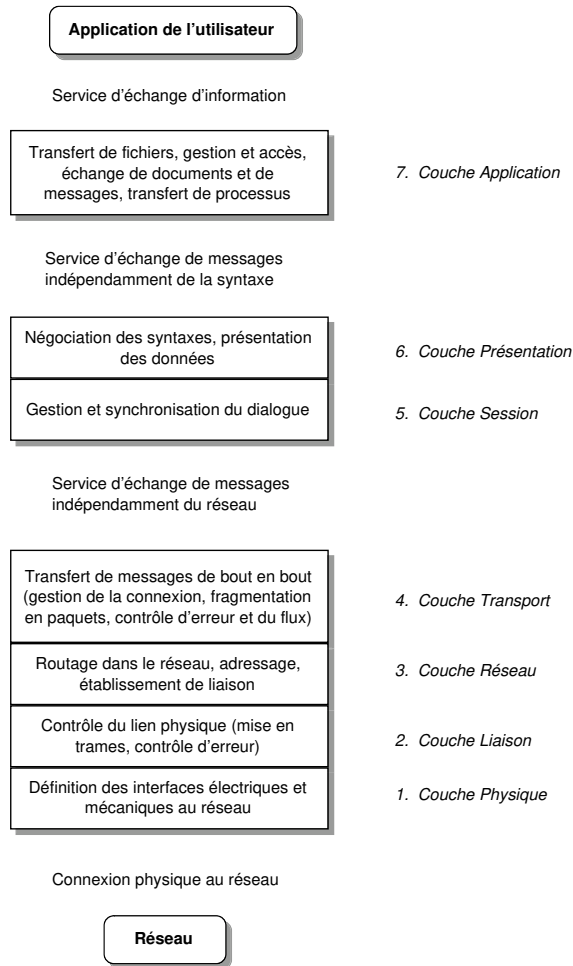 Application de l'utilisateur
Service d'échange d'information
Transfert de fichiers, gestion et accès,
échange de documents et de
messages, transfert de processus
7. Couche Application
Service d'échange de messages
indépendamment de la syntaxe
Négociation des syntaxes, présentation
des données
6. Couche Présentation
Gestion et synchronisation du dialogue
5. Couche Session
Service d'échange de messages
indépendamment du réseau
Transfert de messages de bout en bout
(gestion de la connexion, fragmentation
en paquets, contrôle d'erreur et du flux)
4. Couche Transport
Routage dans le réseau, adressage,
établissement de liaison
3. Couche Réseau
Contrôle du lien physique (mise en
trames, contrôle d'erreur)
2. Couche Liaison
Définition des interfaces électriques et
mécaniques au réseau
1. Couche Physique
Connexion physique au réseau
Réseau